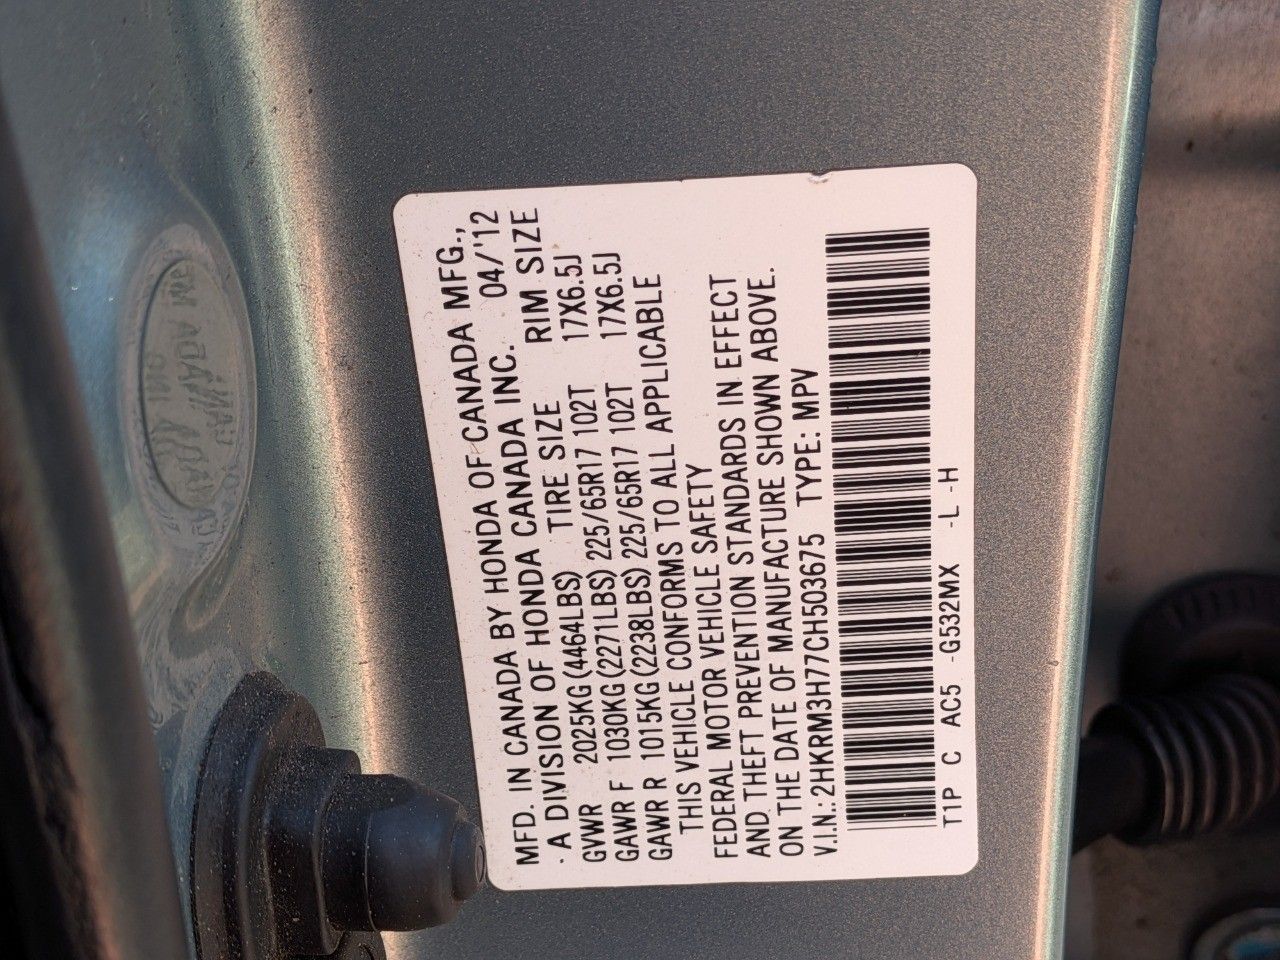 MFD. IN CANADA BY HONDA OF CANADA MFG.,
A DIVISION OF HONDA CANADA INC. 04/'12
GVWR 2025KG (4464LBS) TIRE SIZE RIM SIZE
GAWR F 1030KG (2271LBS) 225/65R17 102T 17X6.5J
GAWR R 1015KG (2238LBS) 225/65R17 102T 17X6.5J
THIS VEHICLE CONFORMS TO ALL APPLICABLE
FEDERAL MOTOR VEHICLE SAFETY
AND THEFT PREVENTION STANDARDS IN EFFECT
ON THE DATE OF MANUFACTURE SHOWN ABOVE.
V.I.N.: 2HKRM3H77CH503675 TYPE: MPV
T1P C AC5 -G532MX -L -H